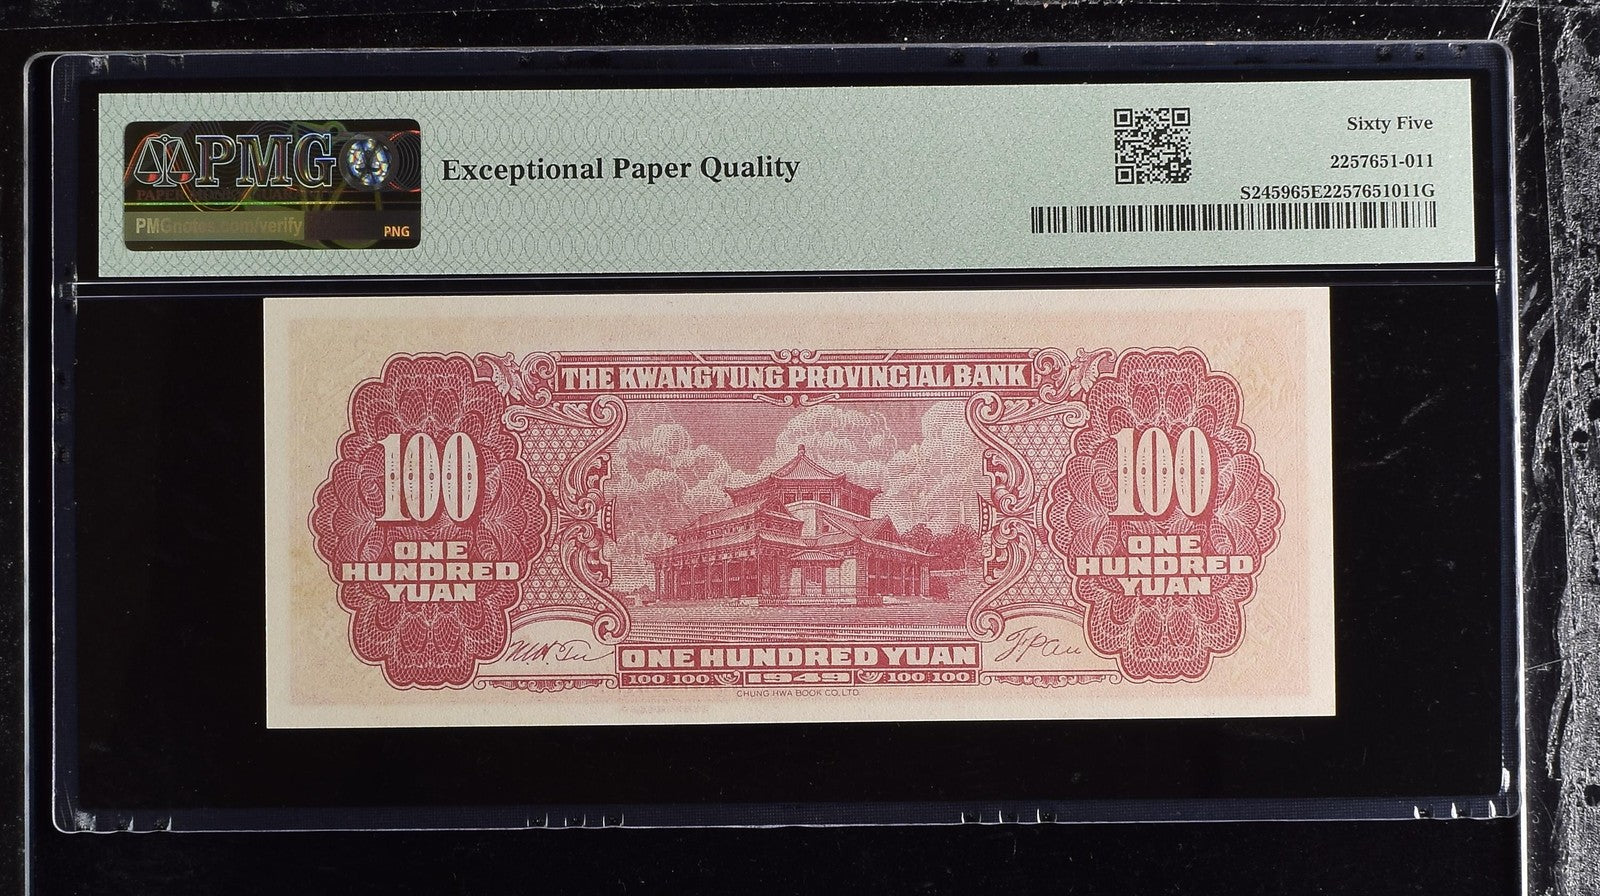 PMG
PMGnotes.com/verify
PNG
Exceptional Paper Quality
Sixty Five
2257651-011
S245965E2257651011G
THE KWANGTUNG PROVINCIAL BANK
100
ONE
HUNDRED
YUAN
100
ONE
HUNDRED
YUAN
ONE HUNDRED YUAN
100 100 1949 100 100
CHUNG HWA BOOK CO. LTD.